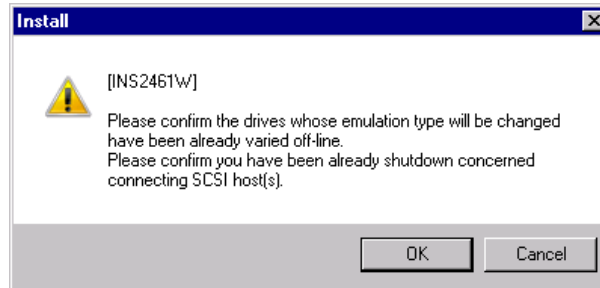 Install
[INS2461W]
Please confirm the drives whose emulation type will be changed
have been already varied off-line.
Please confirm you have been already shutdown concerned
connecting SCSI host(s).
OK
Cancel